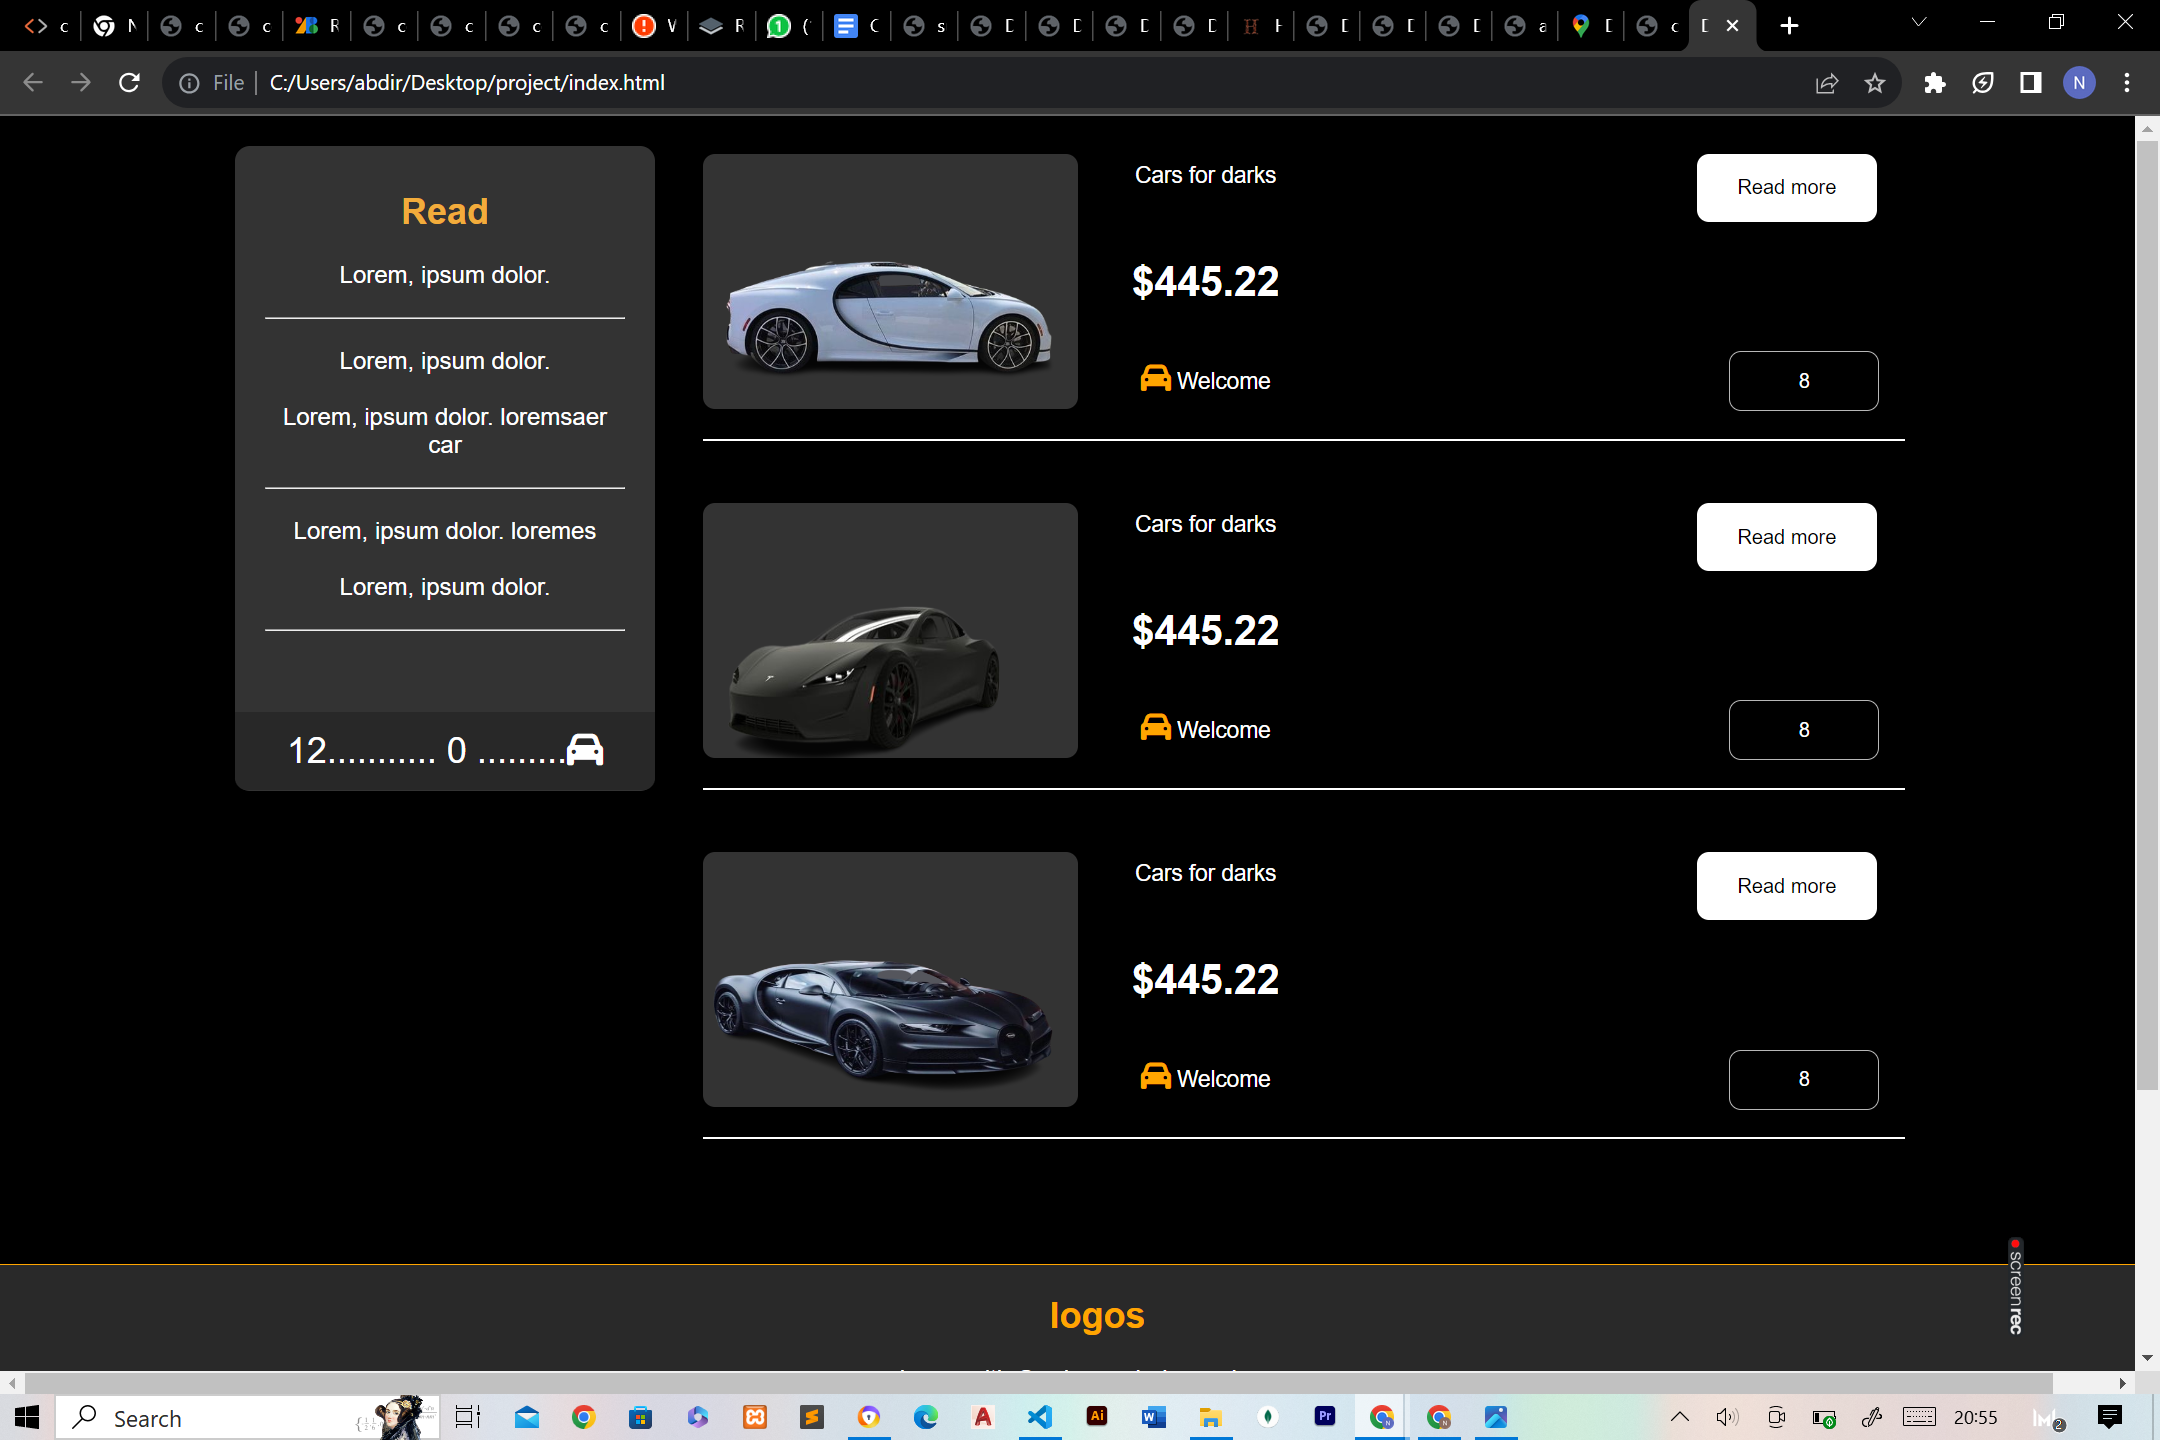 File
C:/Users/abdir/Desktop/project/index.html
N
Read
Lorem, ipsum dolor.
Lorem, ipsum dolor.
Lorem, ipsum dolor. loremsaer
car
Lorem, ipsum dolor. loremes
Lorem, ipsum dolor.
12........... 0 .........
Cars for darks
Read more
$445.22
Welcome
8
Cars for darks
Read more
$445.22
Welcome
8
Cars for darks
Read more
$445.22
Welcome
8
logos
screenrec
Search
20:55